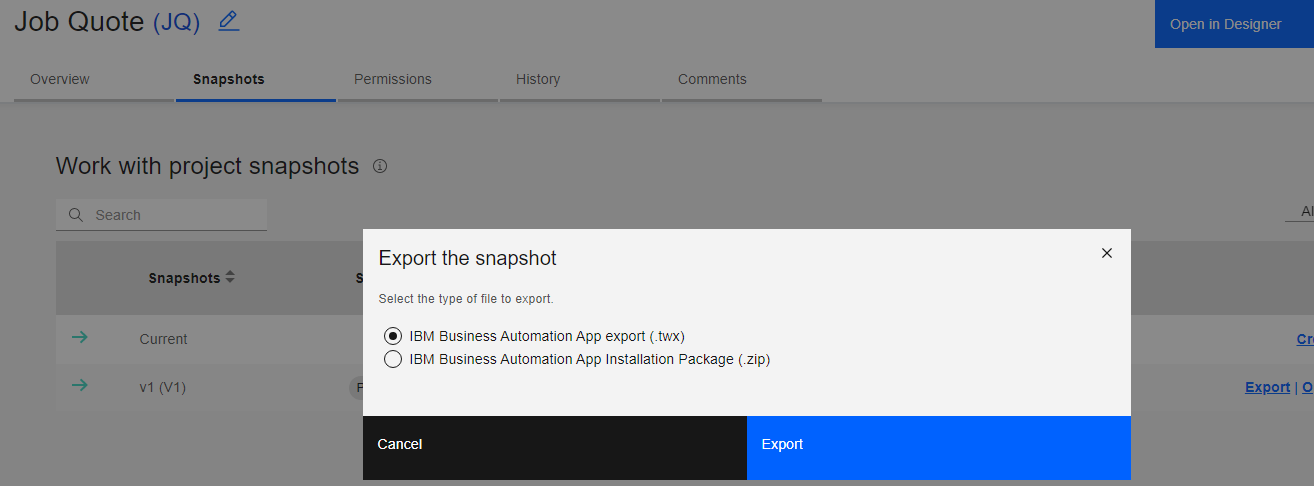 Job Quote (JQ)
Open in Designer
Overview Snapshots Permissions History Comments
Work with project snapshots
Search
Export the snapshot
Select the type of file to export.
IBM Business Automation App export (.twx)
IBM Business Automation App Installation Package (.zip)
Snapshots
Current
v1 (V1)
Export |
Cancel
Export